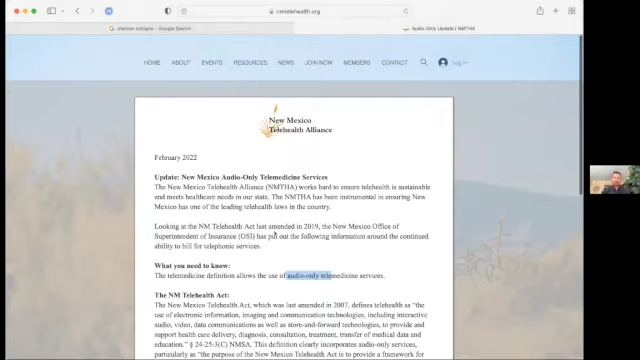 nmtelehealth.org
stetson cologne - Google Search
Audio Only Update | NMTHA
HOME ABOUT EVENTS RESOURCES NEWS JOIN NOW MEMBERS CONTACT Log In
New Mexico
Telehealth Alliance
February 2022
Update: New Mexico Audio-Only Telemedicine Services
The New Mexico Telehealth Alliance (NMTHA) works hard to ensure telehealth is sustainable
and meets healthcare needs in our state. The NMTHA has been instrumental in ensuring New
Mexico has one of the leading telehealth laws in the country.
Looking at the NM Telehealth Act last amended in 2019, the New Mexico Office of
Superintendent of Insurance (OSI) has put out the following information around the continued
ability to bill for telephonic services.
What you need to know:
The telemedicine definition allows the use of audio-only telemedicine services.
The NM Telehealth Act:
The New Mexico Telehealth Act, which was last amended in 2007, defines telehealth as “the
use of electronic information, imaging and communication technologies, including interactive
audio, video, data communications as well as store-and-forward technologies, to provide and
support health care delivery, diagnosis, consultation, treatment, transfer of medical data and
education.” § 24-25-3(C) NMSA. This definition clearly incorporates audio-only services,
particularly as “the purpose of the New Mexico Telehealth Act is to provide a framework for